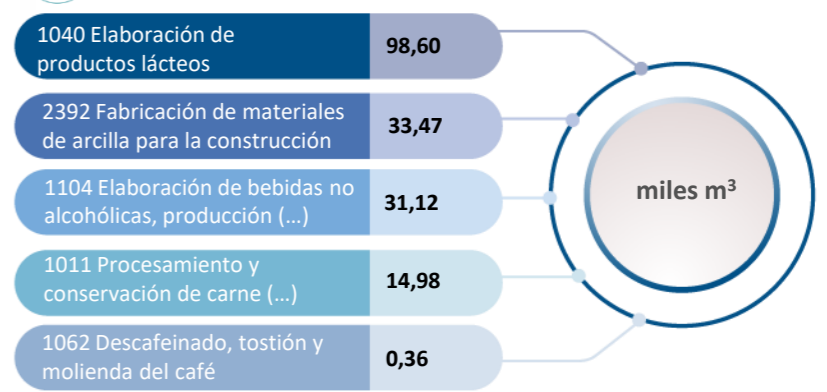 1040 Elaboración de
productos lácteos
98,60
2392 Fabricación de materiales
de arcilla para la construcción
33,47
1104 Elaboración de bebidas no
alcohólicas, producción (…)
31,12
1011 Procesamiento y
conservación de carne (…)
14,98
1062 Descafeinado, tostión y
molienda del café
0,36
miles m³